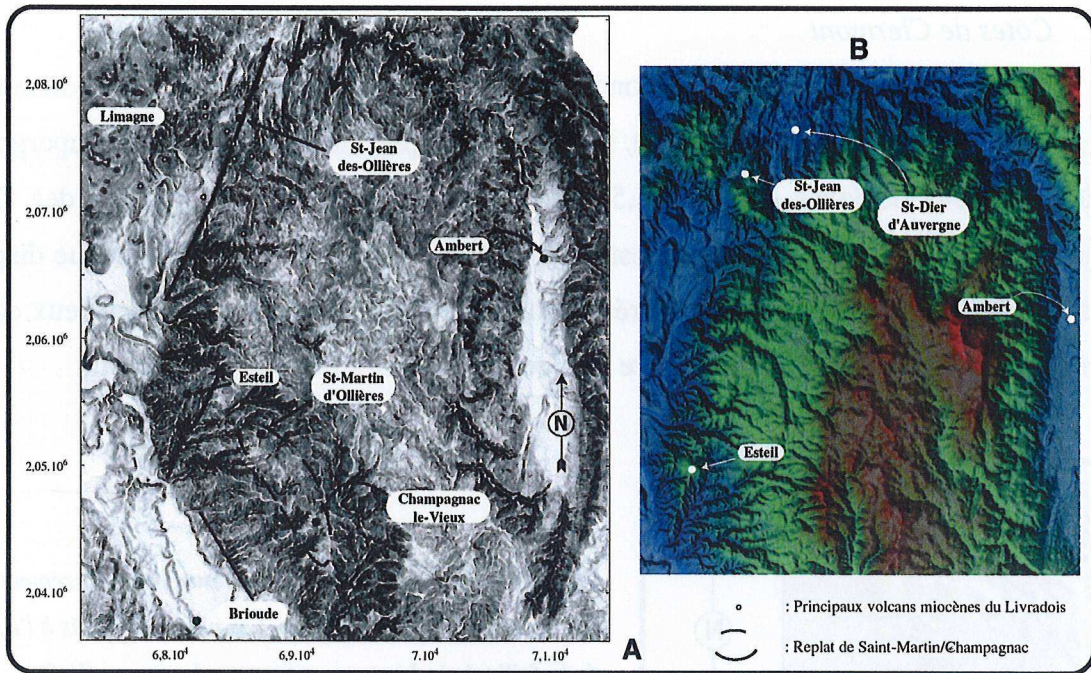 Côtes de Clermont
B
2,08.10⁶
2,07.10⁶
2,06.10⁶
2,05.10⁶
2,04.10⁶
Limagne
St-Jean
des-Ollières
Ambert
Esteil
St-Martin
d'Ollières
N
Champagnac
le-Vieux
Brioude
6,8.10⁴
6,9.10⁴
7,.10⁴
7,1.10⁴
A
St-Jean
des-Ollières
St-Dier
d'Auvergne
Ambert
Esteil
: Principaux volcans miocènes du Livradois
: Replat de Saint-Martin/Champagnac